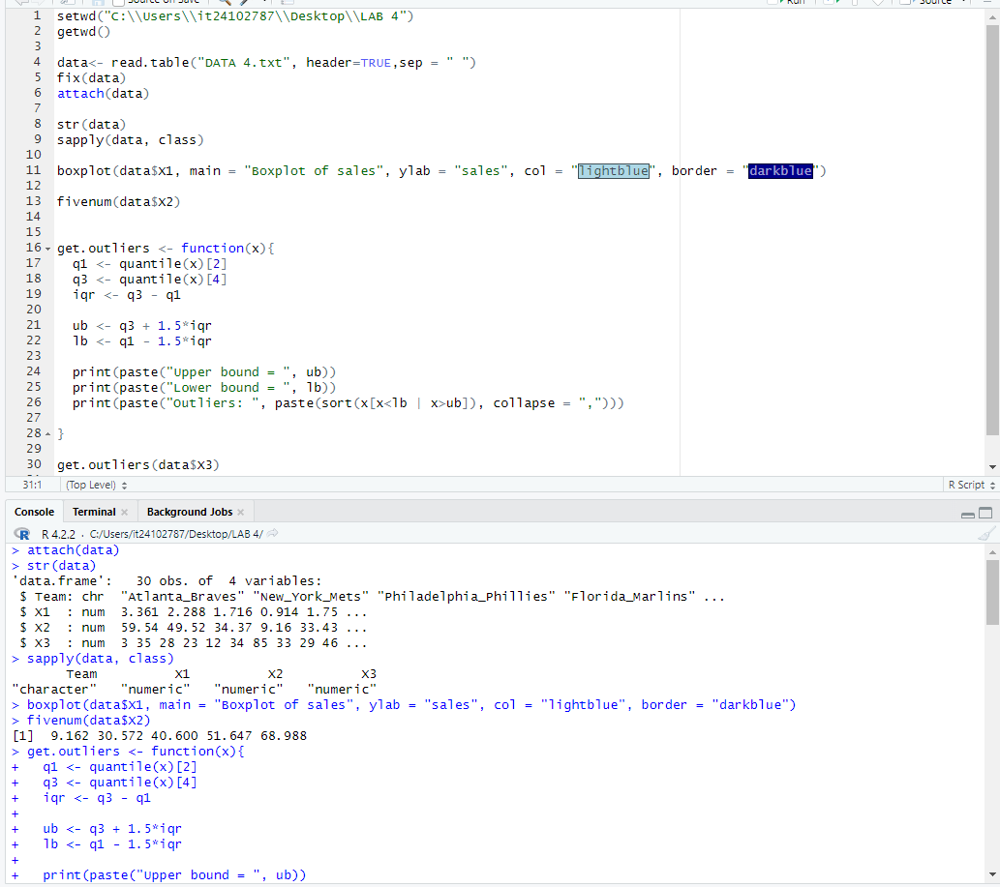 Source on Save Run Source
1 setwd("C:\\Users\\it24102787\\Desktop\\LAB 4")
2 getwd()
3
4 data<- read.table("DATA 4.txt", header=TRUE,sep = " ")
5 fix(data)
6 attach(data)
7
8 str(data)
9 sapply(data, class)
10
11 boxplot(data$X1, main = "Boxplot of sales", ylab = "sales", col = "lightblue", border = "darkblue")
12
13 fivenum(data$X2)
14
15
16 get.outliers <- function(x){
17   q1 <- quantile(x)[2]
18   q3 <- quantile(x)[4]
19   iqr <- q3 - q1
20
21   ub <- q3 + 1.5*iqr
22   lb <- q1 - 1.5*iqr
23
24   print(paste("Upper bound = ", ub))
25   print(paste("Lower bound = ", lb))
26   print(paste("Outliers: ", paste(sort(x[x<lb | x>ub]), collapse = ",")))
27
28 }
29
30 get.outliers(data$X3)
31:1 (Top Level) R Script
Console Terminal Background Jobs
R 4.2.2 · C:/Users/it24102787/Desktop/LAB 4/
> attach(data)
> str(data)
'data.frame':   30 obs. of  4 variables:
 $ Team: chr  "Atlanta_Braves" "New_York_Mets" "Philadelphia_Phillies" "Florida_Marlins" ...
 $ X1  : num  3.361 2.288 1.716 0.914 1.75 ...
 $ X2  : num  59.54 49.52 34.37 9.16 33.43 ...
 $ X3  : num  3 35 28 23 12 34 85 33 29 46 ...
> sapply(data, class)
       Team          X1          X2          X3
"character"   "numeric"   "numeric"   "numeric"
> boxplot(data$X1, main = "Boxplot of sales", ylab = "sales", col = "lightblue", border = "darkblue")
> fivenum(data$X2)
[1]  9.162 30.572 40.600 51.647 68.988
> get.outliers <- function(x){
+   q1 <- quantile(x)[2]
+   q3 <- quantile(x)[4]
+   iqr <- q3 - q1
+
+   ub <- q3 + 1.5*iqr
+   lb <- q1 - 1.5*iqr
+
+   print(paste("Upper bound = ", ub))